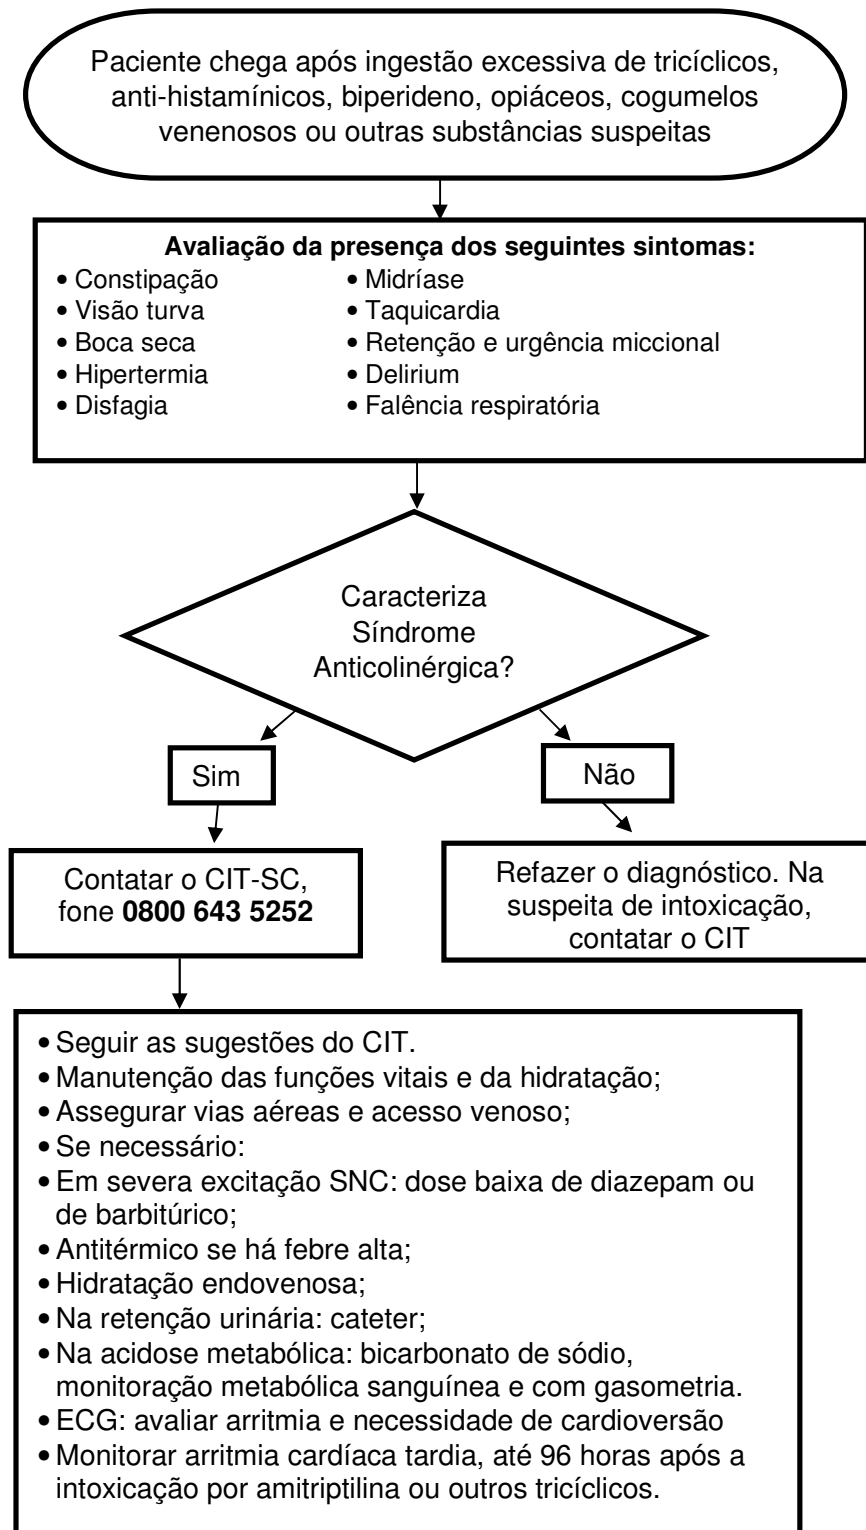 Paciente chega após ingestão excessiva de tricíclicos,
anti-histamínicos, biperideno, opiáceos, cogumelos
venenosos ou outras substâncias suspeitas
Avaliação da presença dos seguintes sintomas:
• Constipação
• Visão turva
• Boca seca
• Hipertermia
• Disfagia
• Midríase
• Taquicardia
• Retenção e urgência miccional
• Delirium
• Falência respiratória
Caracteriza
Síndrome
Anticolinérgica?
Sim
Não
Contatar o CIT-SC,
fone 0800 643 5252
Refazer o diagnóstico. Na
suspeita de intoxicação,
contatar o CIT
• Seguir as sugestões do CIT.
• Manutenção das funções vitais e da hidratação;
• Assegurar vias aéreas e acesso venoso;
• Se necessário:
• Em severa excitação SNC: dose baixa de diazepam ou
de barbitúrico;
• Antitérmico se há febre alta;
• Hidratação endovenosa;
• Na retenção urinária: cateter;
• Na acidose metabólica: bicarbonato de sódio,
monitoração metabólica sanguínea e com gasometria.
• ECG: avaliar arritmia e necessidade de cardioversão
• Monitorar arritmia cardíaca tardia, até 96 horas após a
intoxicação por amitriptilina ou outros tricíclicos.